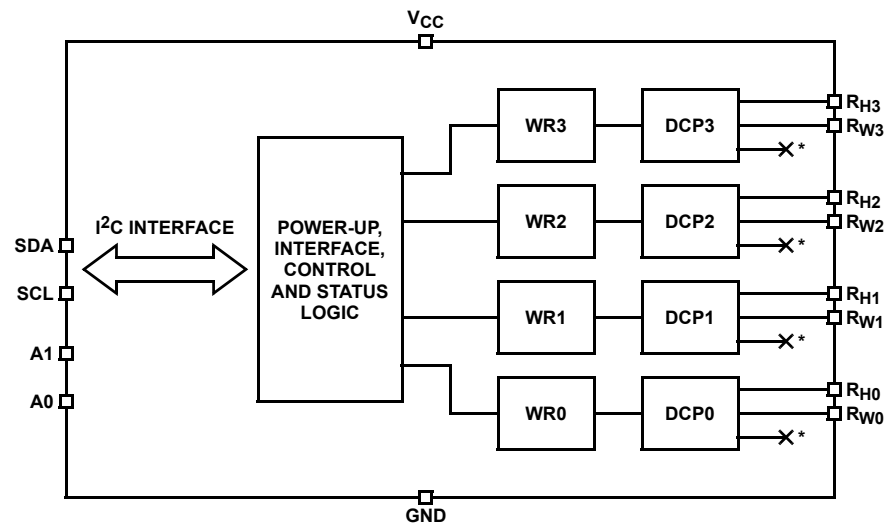 VCC
RH3
WR3
DCP3
RW3
*
RH2
I2C INTERFACE
POWER-UP,
INTERFACE,
CONTROL
AND STATUS
LOGIC
WR2
DCP2
RW2
*
SDA
SCL
RH1
WR1
DCP1
RW1
*
A1
A0
RH0
WR0
DCP0
RW0
*
GND